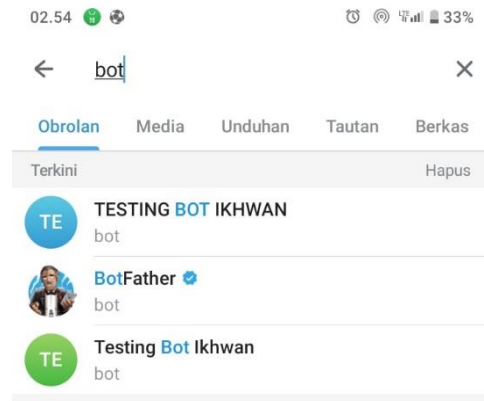 02.54 LTE 33%
bot
Obrolan Media Unduhan Tautan Berkas
Terkini Hapus
TE TESTING BOT IKHWAN
bot
BotFather
bot
TE Testing Bot Ikhwan
bot